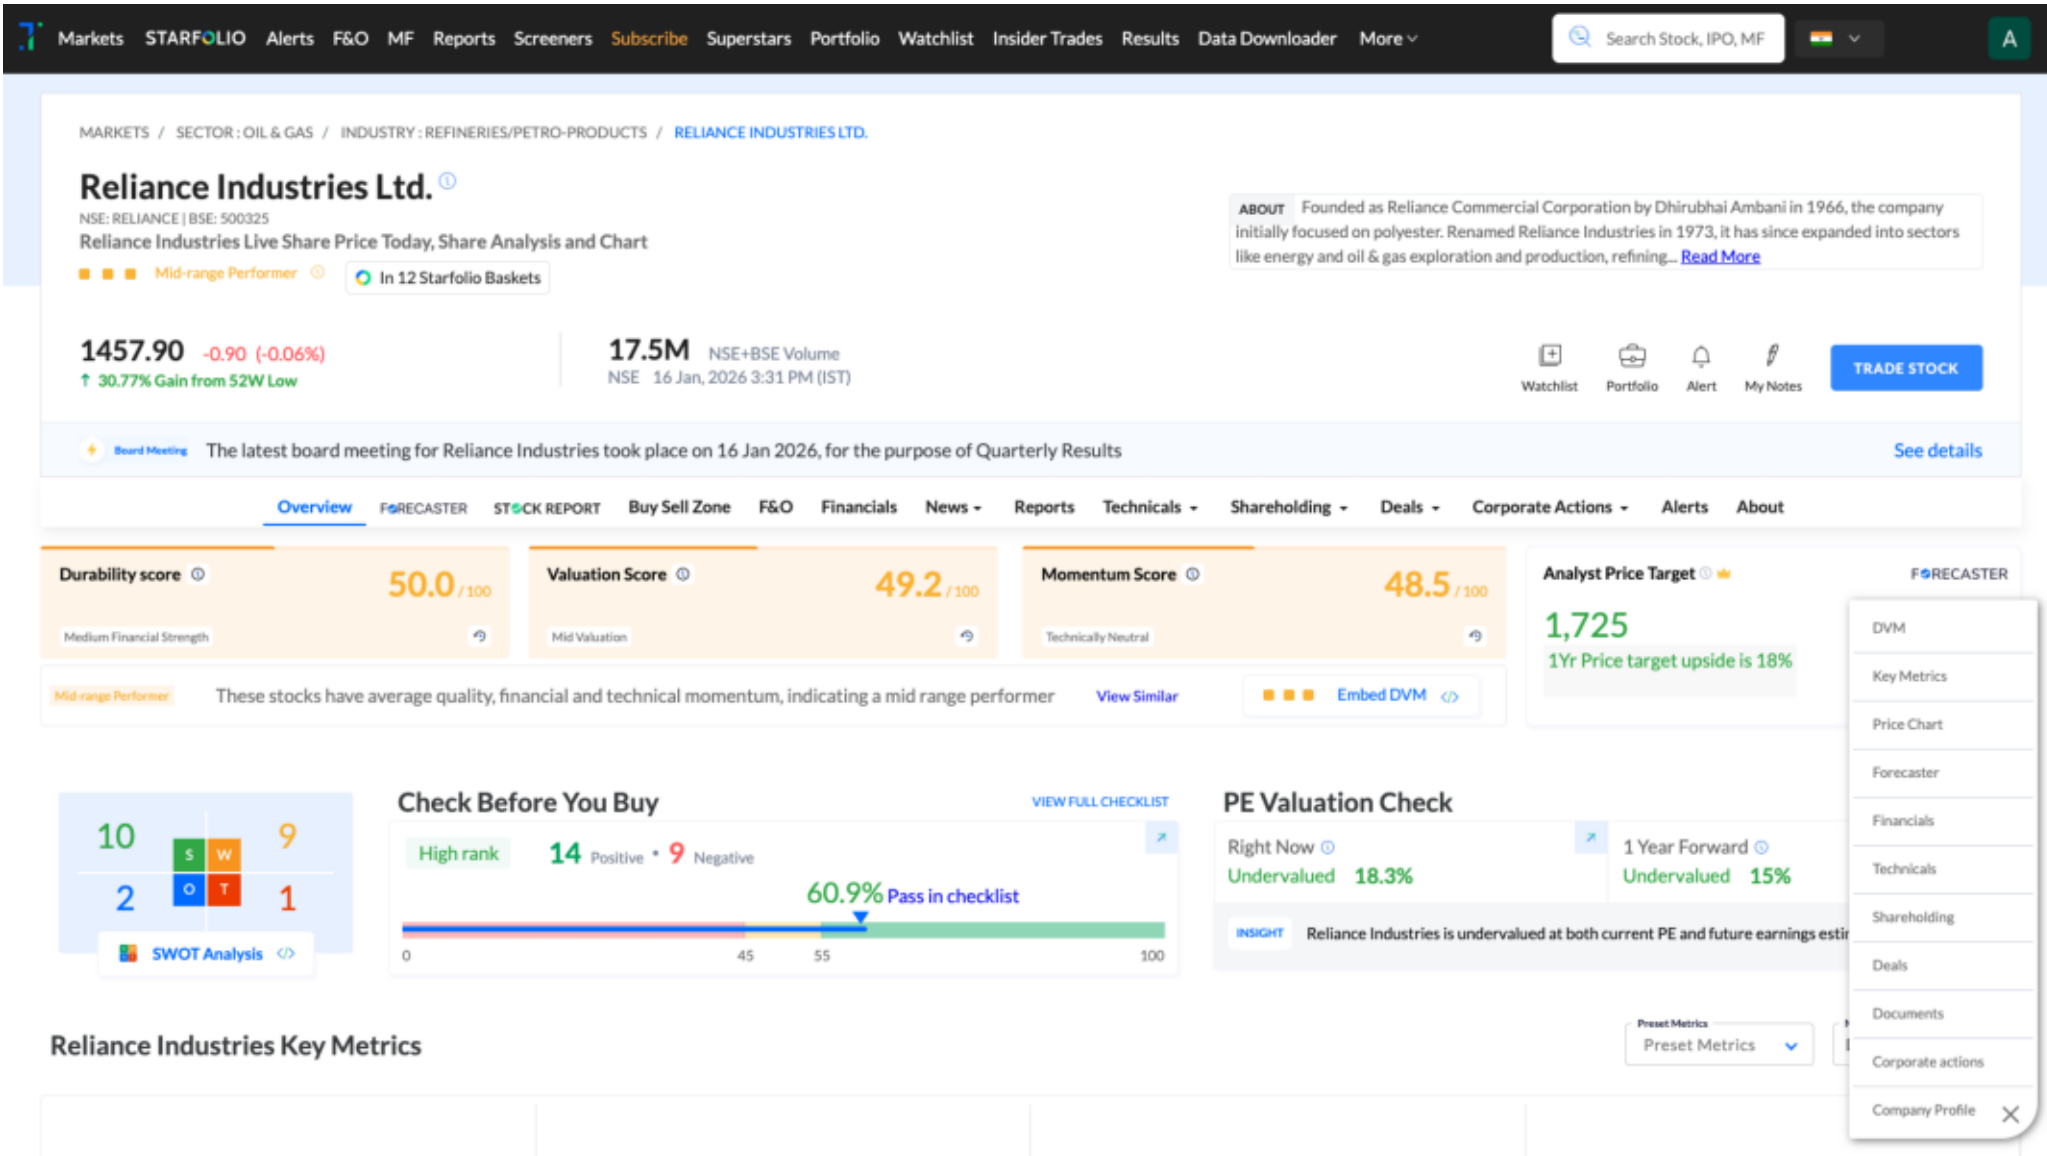 Markets STARFOLIO Alerts F&O MF Reports Screeners Subscribe Superstars Portfolio Watchlist Insider Trades Results Data Downloader More Search Stock, IPO, MF A
MARKETS / SECTOR : OIL & GAS / INDUSTRY : REFINERIES/PETRO-PRODUCTS / RELIANCE INDUSTRIES LTD.
Reliance Industries Ltd.
NSE: RELIANCE | BSE: 500325
Reliance Industries Live Share Price Today, Share Analysis and Chart
Mid-range Performer In 12 Starfolio Baskets
ABOUT Founded as Reliance Commercial Corporation by Dhirubhai Ambani in 1966, the company
initially focused on polyester. Renamed Reliance Industries in 1973, it has since expanded into sectors
like energy and oil & gas exploration and production, refining... Read More
1457.90 -0.90 (-0.06%)
↑ 30.77% Gain from 52W Low
17.5M NSE+BSE Volume
NSE 16 Jan, 2026 3:31 PM (IST)
Watchlist Portfolio Alert My Notes TRADE STOCK
Board Meeting The latest board meeting for Reliance Industries took place on 16 Jan 2026, for the purpose of Quarterly Results See details
Overview FORECASTER STOCK REPORT Buy Sell Zone F&O Financials News Reports Technicals Shareholding Deals Corporate Actions Alerts About
Durability score 50.0 / 100
Medium Financial Strength
Valuation Score 49.2 / 100
Mid Valuation
Momentum Score 48.5 / 100
Technically Neutral
Analyst Price Target FORECASTER
1,725
1Yr Price target upside is 18%
Mid-range Performer These stocks have average quality, financial and technical momentum, indicating a mid range performer View Similar Embed DVM </>
10 9
S W
O T
2 1
SWOT Analysis </>
Check Before You Buy VIEW FULL CHECKLIST
High rank 14 Positive • 9 Negative
60.9% Pass in checklist
0 45 55 100
PE Valuation Check
Right Now
Undervalued 18.3%
1 Year Forward
Undervalued 15%
INSIGHT Reliance Industries is undervalued at both current PE and future earnings
Reliance Industries Key Metrics
Preset Metrics
Preset Metrics
DVM
Key Metrics
Price Chart
Forecaster
Financials
Technicals
Shareholding
Deals
Documents
Corporate actions
Company Profile